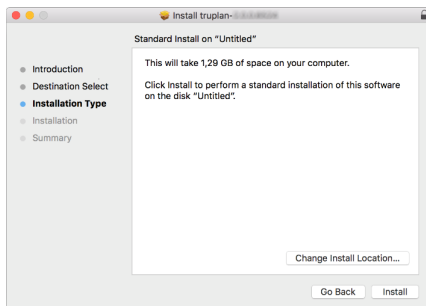 Install truplan-
Standard Install on “Untitled”
Introduction
Destination Select
Installation Type
Installation
Summary
This will take 1,29 GB of space on your computer.
Click Install to perform a standard installation of this software
on the disk “Untitled”.
Change Install Location...
Go Back
Install